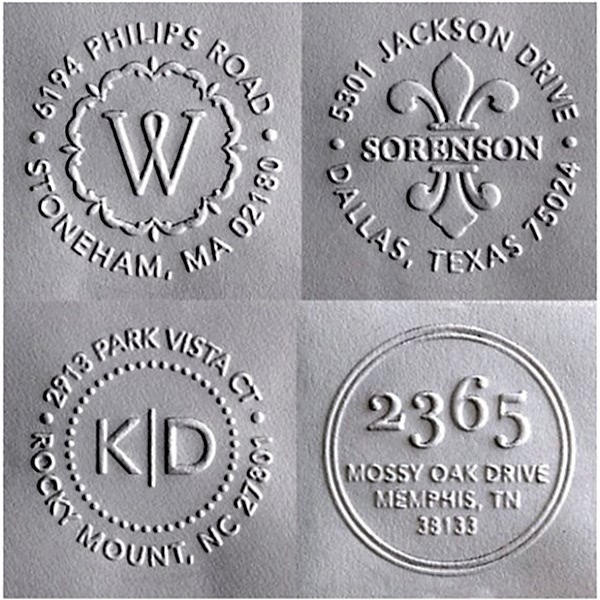 6194 PHILIPS ROAD
W
STONEHAM, MA 02180
5301 JACKSON DRIVE
SORENSON
DALLAS, TEXAS 75024
2913 PARK VISTA CT
K|D
ROCKY MOUNT, NC 27801
2365
MOSSY OAK DRIVE
MEMPHIS, TN
38133